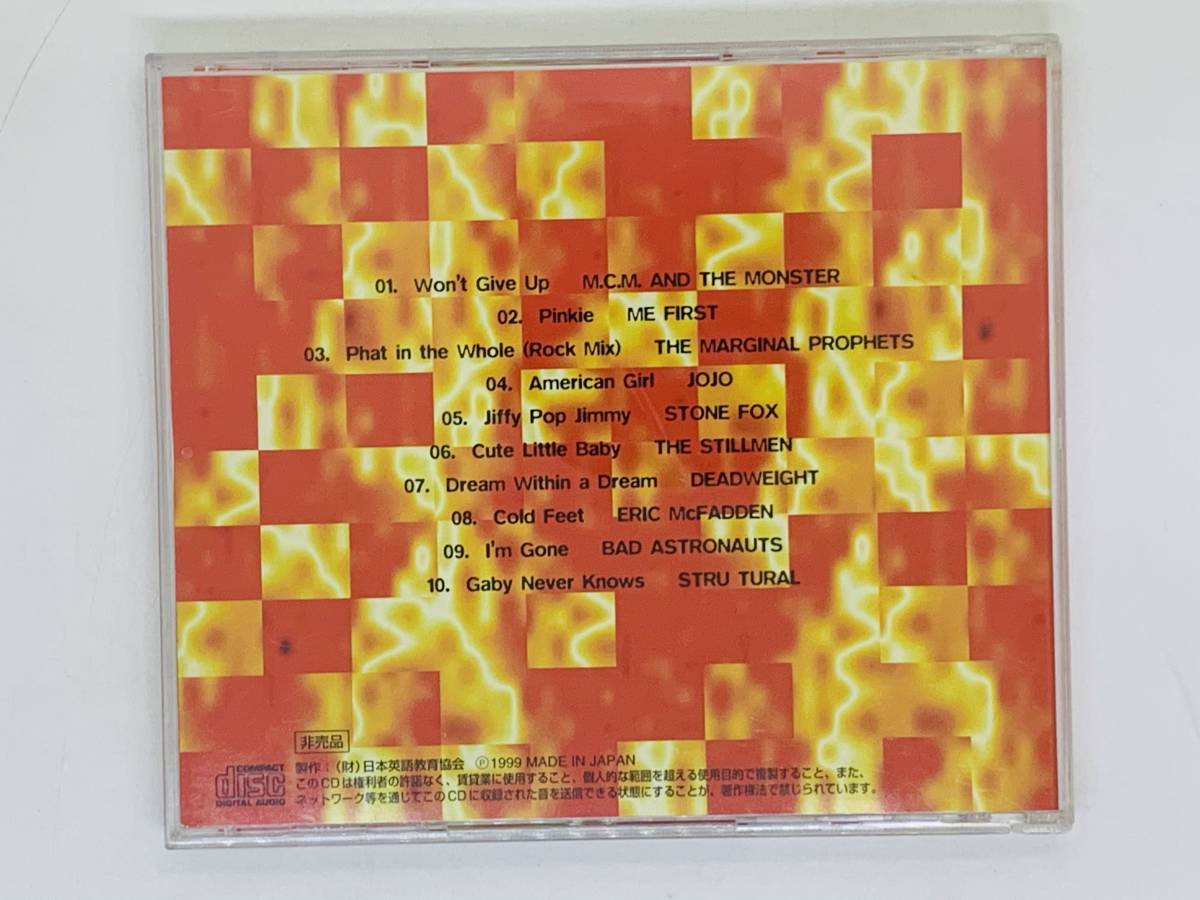 01. Won't Give Up M.C.M. AND THE MONSTER
02. Pinkie ME FIRST
03. Phat in the Whole (Rock Mix) THE MARGINAL PROPHETS
04. American Girl JOJO
05. Jiffy Pop Jimmy STONE FOX
06. Cute Little Baby THE STILLMEN
07. Dream Within a Dream DEADWEIGHT
08. Cold Feet ERIC McFADDEN
09. I'm Gone BAD ASTRONAUTS
10. Gaby Never Knows STRU TURAL
非売品
COMPACT
disc
DIGITAL AUDIO
製作：（財）日本英語教育協会 Ⓟ1999 MADE IN JAPAN
このCDは権利者の許諾なく、賃貸業に使用すること、個人的な範囲を超える使用目的で複製すること、また、
ネットワーク等を通じてこのCDに収録された音を送信できる状態にすることが、著作権法で禁じられています。